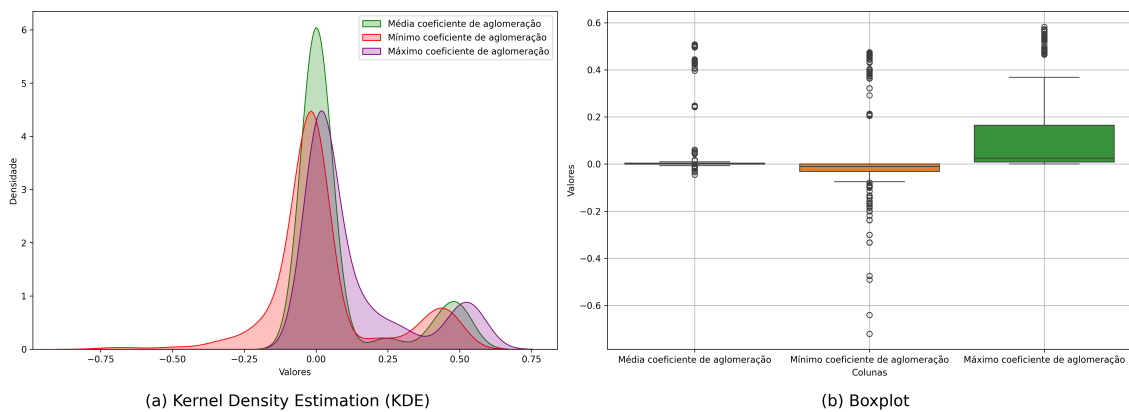 6
5
4
3
2
1
0
Densidade
Média coeficiente de aglomeração
Mínimo coeficiente de aglomeração
Máximo coeficiente de aglomeração
−0.75
−0.50
−0.25
0.00
0.25
0.50
0.75
Valores
(a) Kernel Density Estimation (KDE)
0.6
0.4
0.2
0.0
−0.2
−0.4
−0.6
Valores
Média coeficiente de aglomeração
Mínimo coeficiente de aglomeração
Máximo coeficiente de aglomeração
Colunas
(b) Boxplot